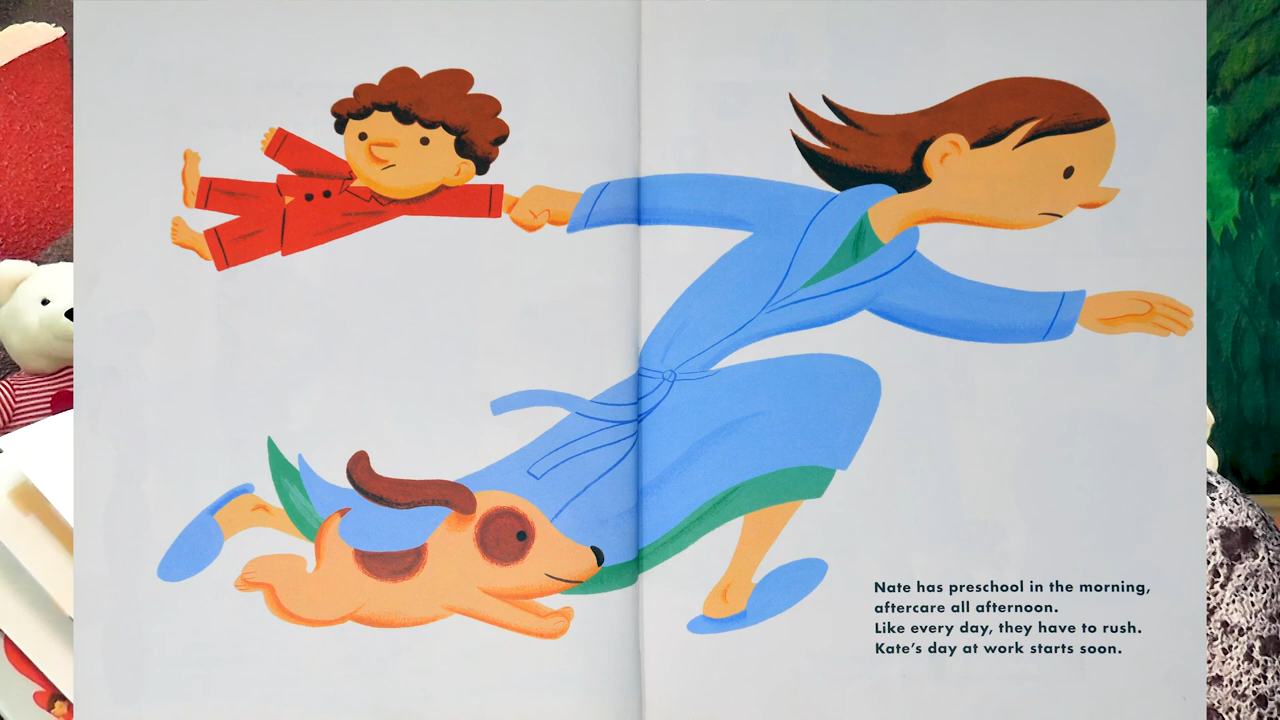 Nate has preschool in the morning,
aftercare all afternoon.
Like every day, they have to rush.
Kate's day at work starts soon.